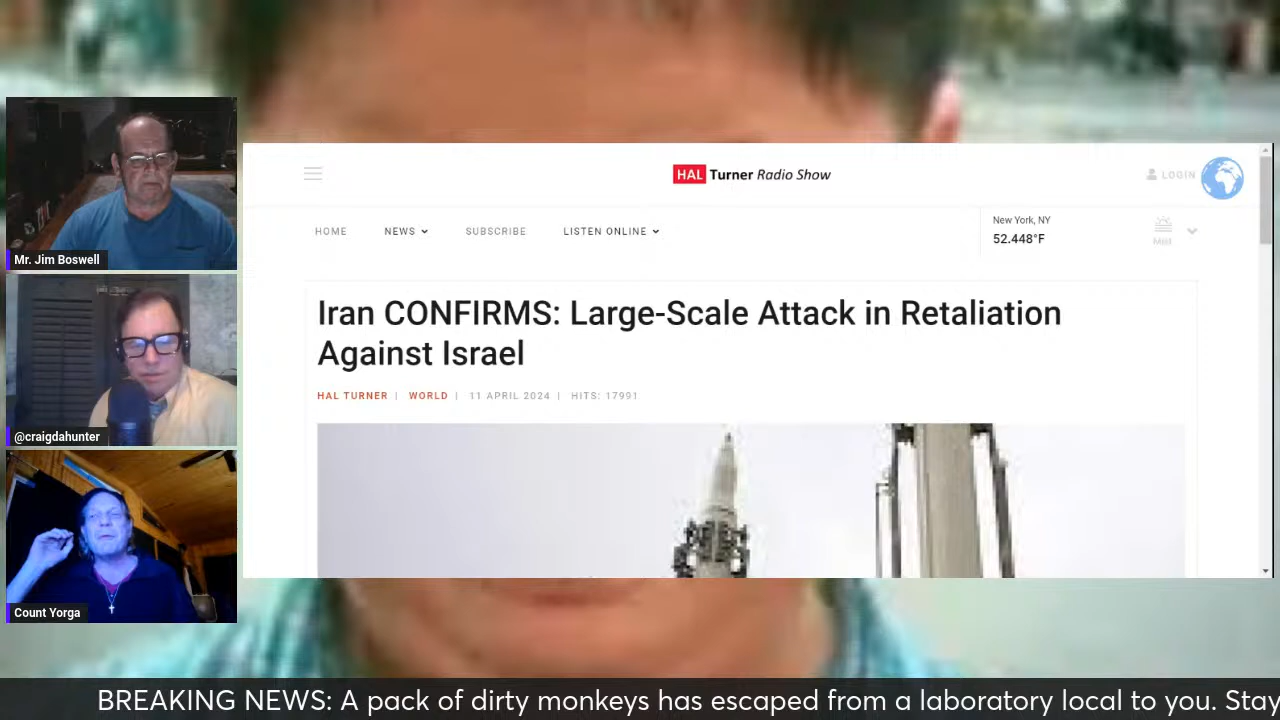 HAL Turner Radio Show
LOGIN
HOME
NEWS
SUBSCRIBE
LISTEN ONLINE
New York, NY
52.448°F
Mist
Iran CONFIRMS: Large-Scale Attack in Retaliation
Against Israel
HAL TURNER | WORLD | 11 APRIL 2024 | HITS: 17991
Mr. Jim Boswell
@craigdahunter
Count Yorga
BREAKING NEWS: A pack of dirty monkeys has escaped from a laboratory local to you. Stay